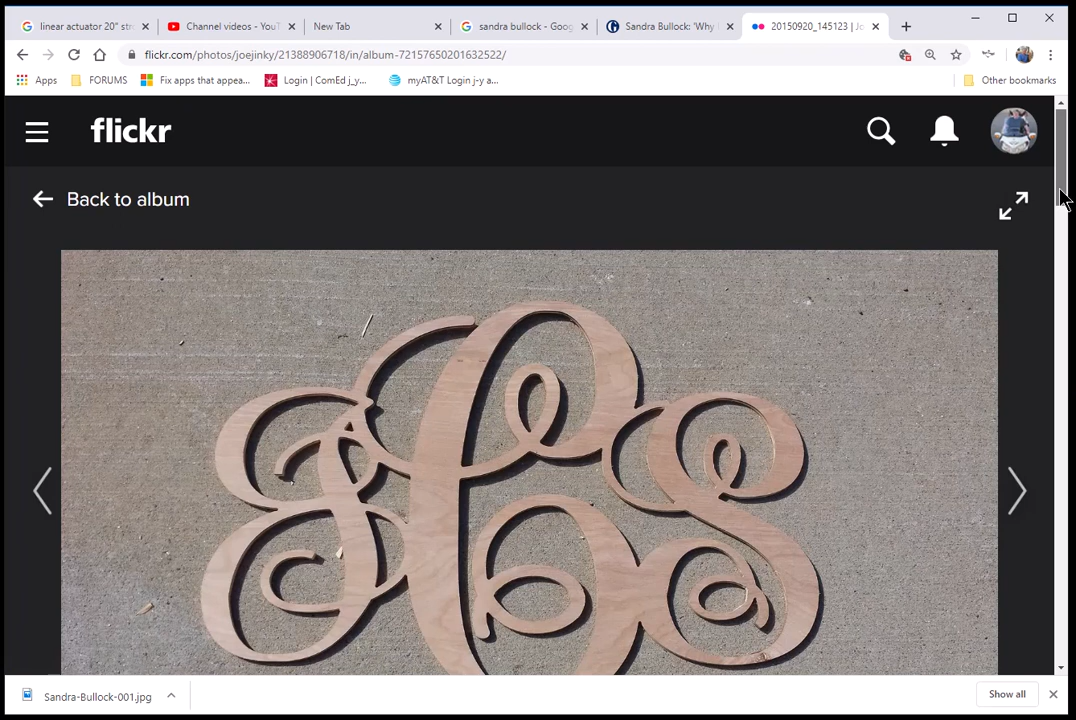 linear actuator 20" str
Channel videos - YouT
New Tab
sandra bullock - Goog
Sandra Bullock: 'Why
20150920_145123 | Jo
flickr.com/photos/joejinky/21388906718/in/album-72157650201632522/
Apps
FORUMS
Fix apps that appea...
Login | ComEd j_y...
myAT&T Login j-y a...
Other bookmarks
flickr
Back to album
Sandra-Bullock-001.jpg
Show all